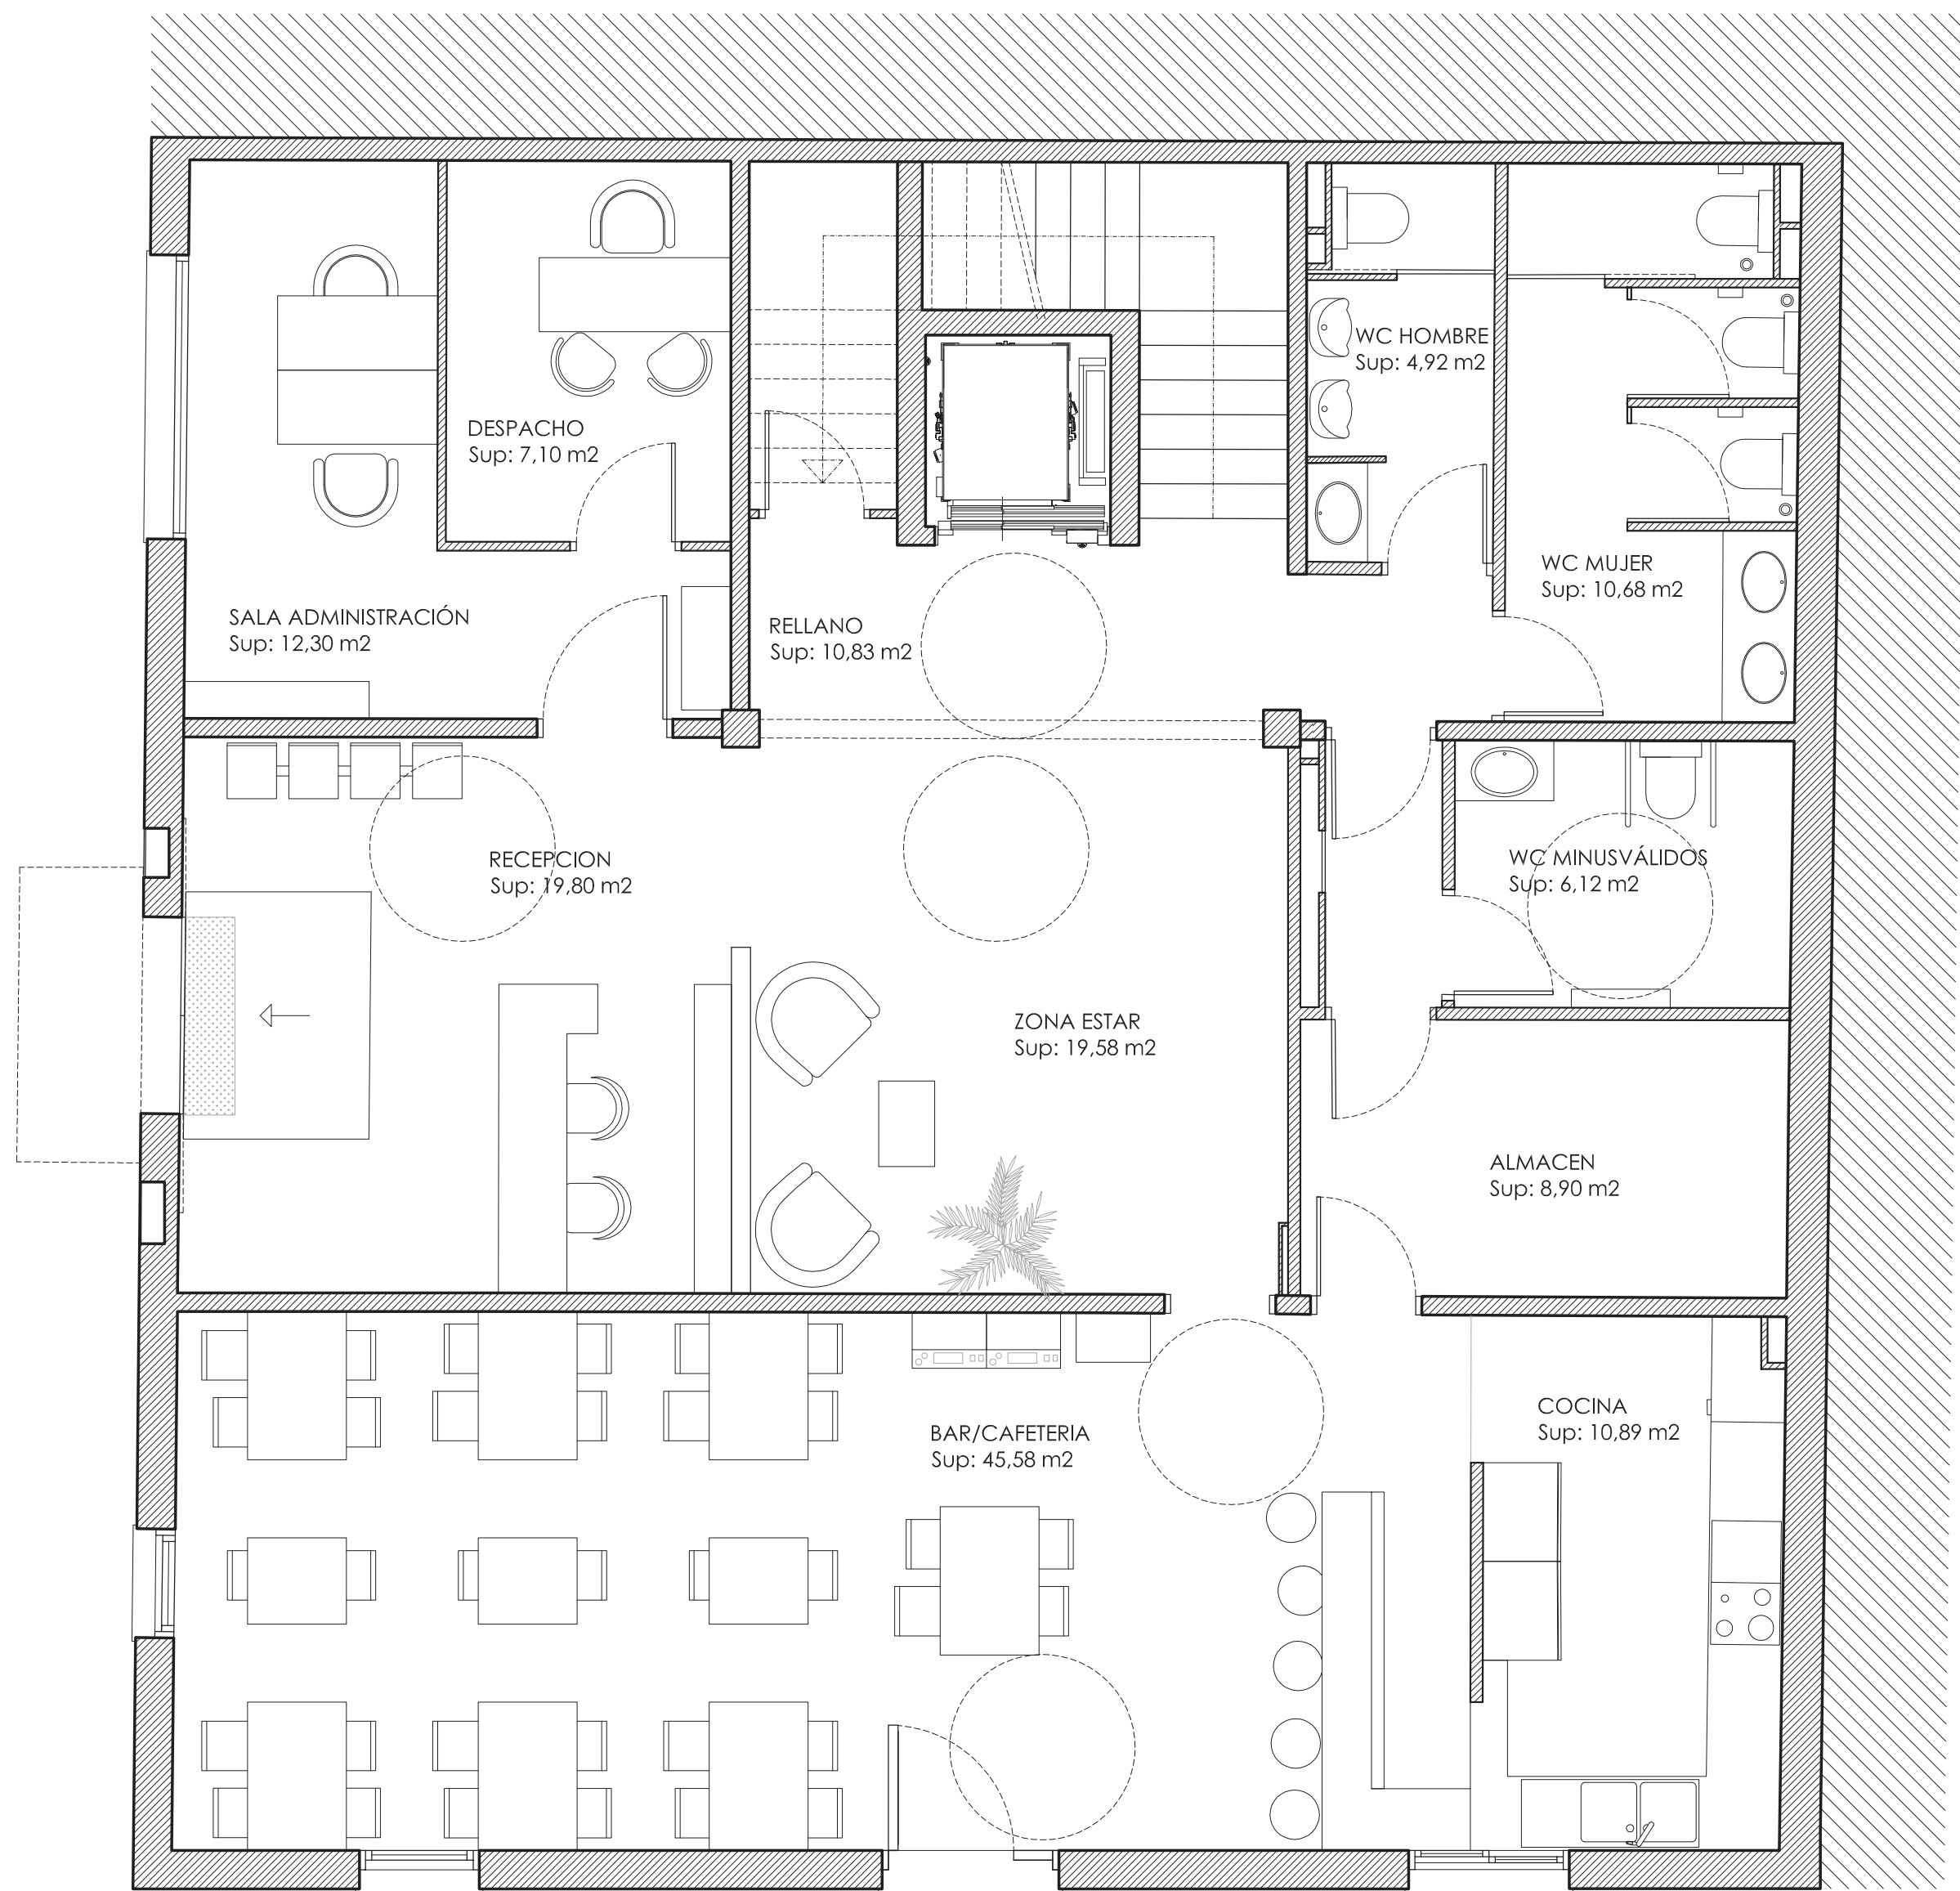 WC HOMBRE
Sup: 4,92 m2
DESPACHO
Sup: 7,10 m2
WC MUJER
Sup: 10,68 m2
SALA ADMINISTRACIÓN
Sup: 12,30 m2
RELLANO
Sup: 10,83 m2
RECEPCION
Sup: 19,80 m2
WC MINUSVÁLIDOS
Sup: 6,12 m2
ZONA ESTAR
Sup: 19,58 m2
ALMACEN
Sup: 8,90 m2
COCINA
Sup: 10,89 m2
BAR/CAFETERIA
Sup: 45,58 m2